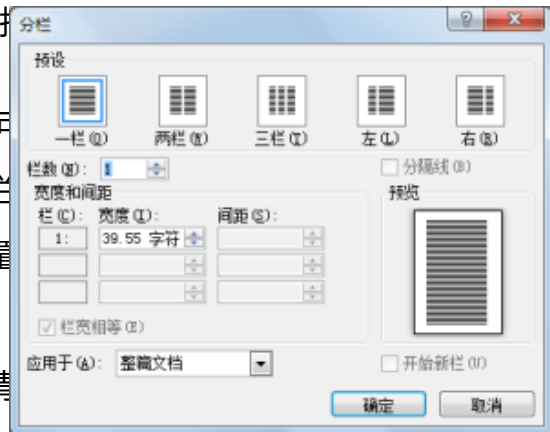 分栏
预设
一栏(O) 两栏(W) 三栏(T) 左(L) 右(R)
栏数(N): 1 分隔线(B)
宽度和间距 预览
栏(C): 宽度(I): 间距(S):
1: 39.55 字符
栏宽相等(E)
应用于(A): 整篇文档 开始新栏(U)
确定 取消